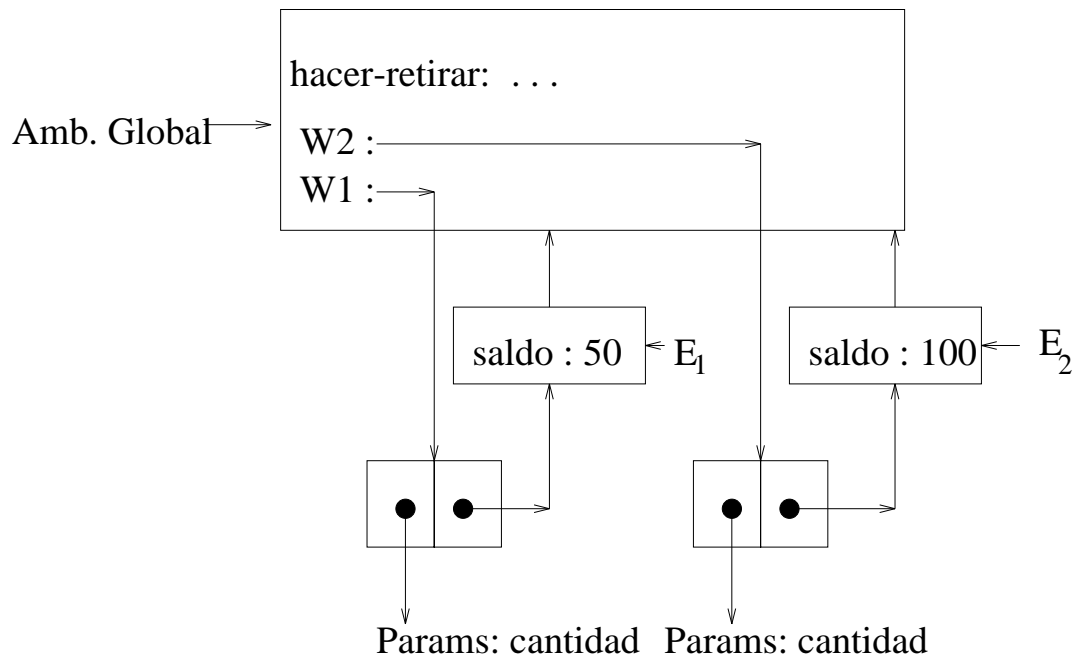 hacer-retirar: . . .
Amb. Global
W2 :
W1 :
saldo : 50
E1
saldo : 100
E2
Params: cantidad
Params: cantidad